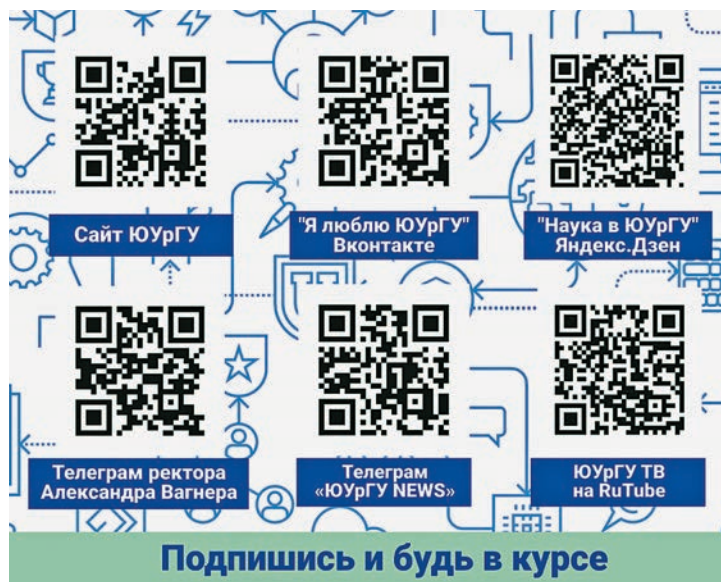 Сайт ЮУрГУ
"Я люблю ЮУрГУ"
Вконтакте
"Наука в ЮУрГУ"
Яндекс.Дзен
Телеграм ректора
Александра Вагнера
Телеграм
«ЮУрГУ NEWS»
ЮУрГУ ТВ
на RuTube
Подпишись и будь в курсе